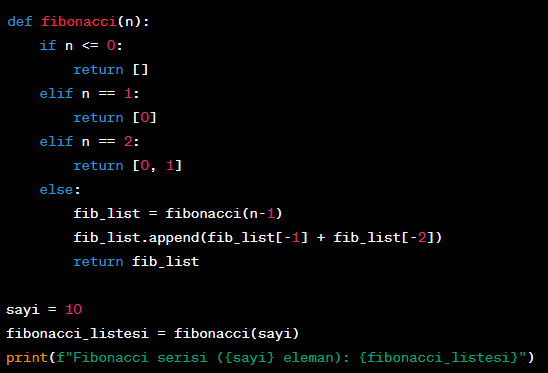 def fibonacci(n):
    if n <= 0:
        return []
    elif n == 1:
        return [0]
    elif n == 2:
        return [0, 1]
    else:
        fib_list = fibonacci(n-1)
        fib_list.append(fib_list[-1] + fib_list[-2])
        return fib_list

sayi = 10
fibonacci_listesi = fibonacci(sayi)
print(f"Fibonacci serisi ({sayi} eleman): {fibonacci_listesi}")